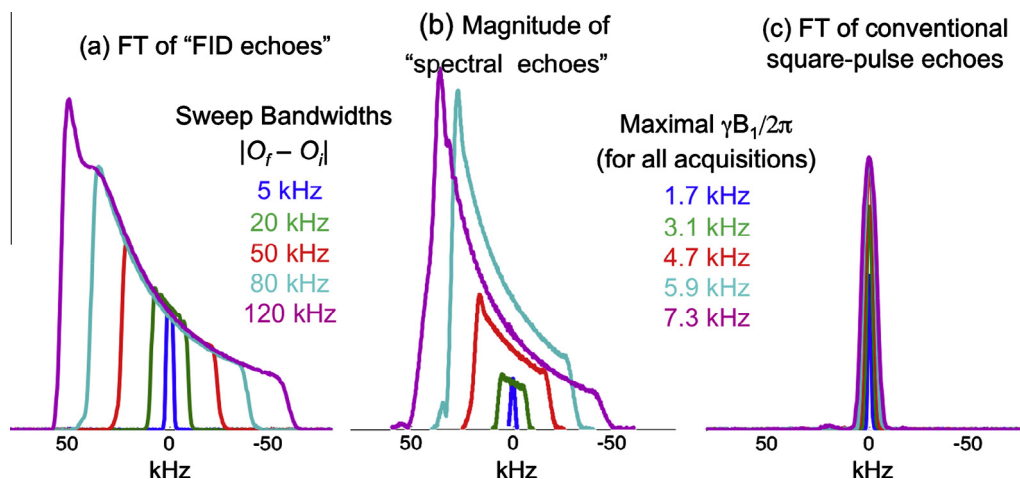 (a) FT of “FID echoes”
(b) Magnitude of
“spectral echoes”
(c) FT of conventional
square-pulse echoes
Sweep Bandwidths
|O_f – O_i|
5 kHz
20 kHz
50 kHz
80 kHz
120 kHz
Maximal γB₁/2π
(for all acquisitions)
1.7 kHz
3.1 kHz
4.7 kHz
5.9 kHz
7.3 kHz
50 0 -50
kHz
50 0 -50
kHz
50 0 -50
kHz